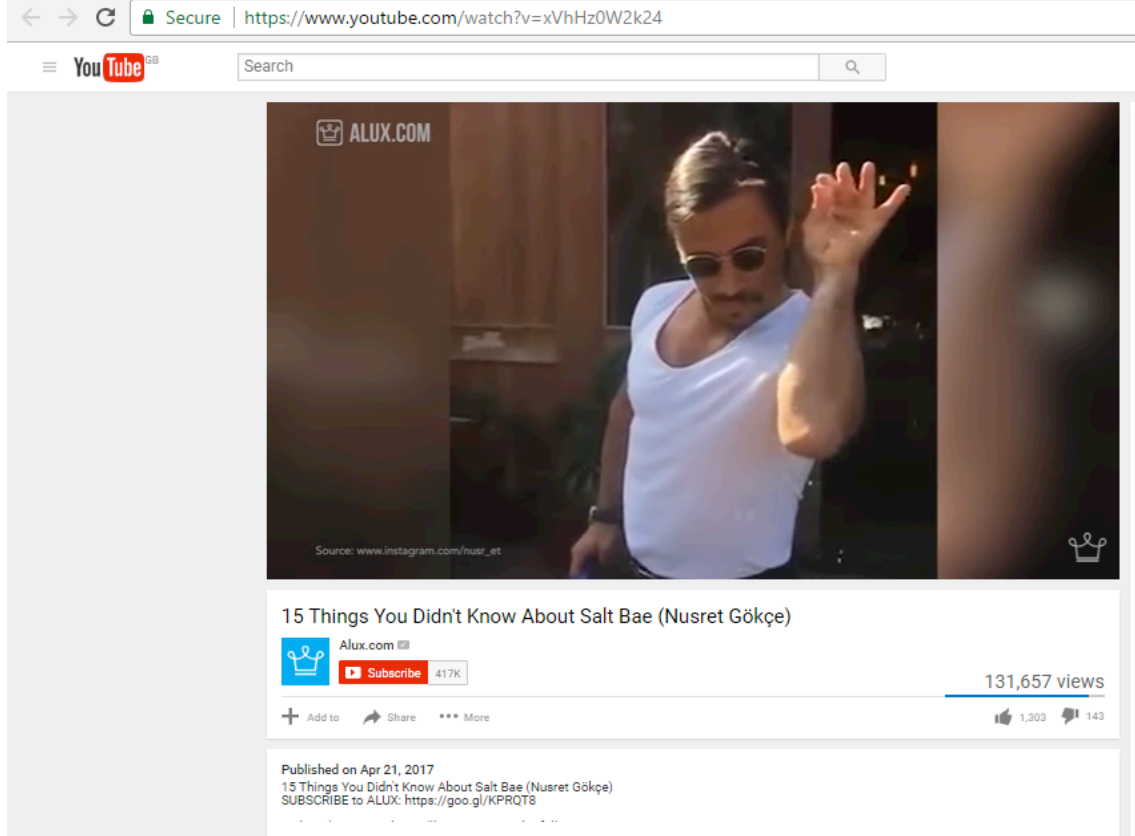 Secure | https://www.youtube.com/watch?v=xVhHz0W2k24
YouTube GB
Search
ALUX.COM
Source: www.instagram.com/nusr_et
15 Things You Didn't Know About Salt Bae (Nusret Gökçe)
Alux.com
Subscribe 417K
131,657 views
Add to Share More 1,303 143
Published on Apr 21, 2017
15 Things You Didn't Know About Salt Bae (Nusret Gökçe)
SUBSCRIBE to ALUX: https://goo.gl/KPRQT8